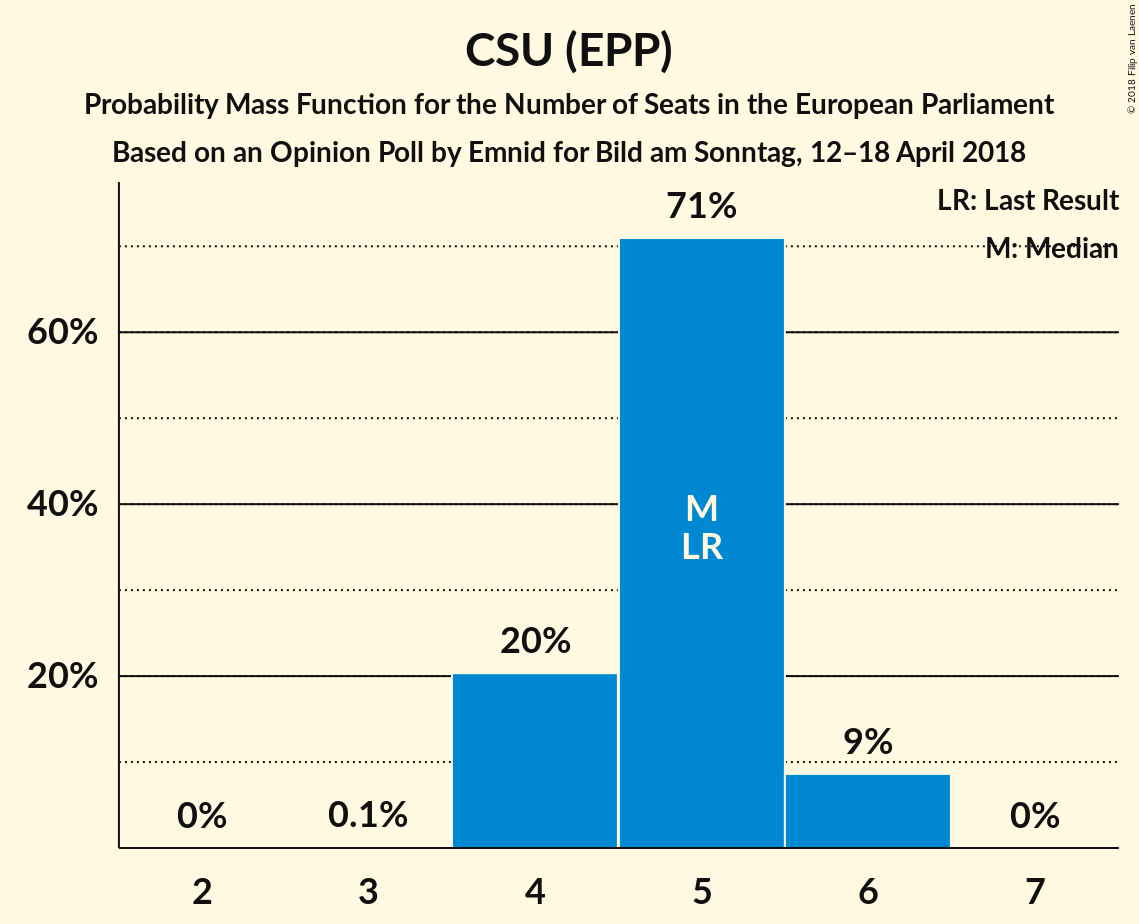 CSU (EPP)
Probability Mass Function for the Number of Seats in the European Parliament
Based on an Opinion Poll by Emnid for Bild am Sonntag, 12–18 April 2018
© 2018 Filip van Laenen
LR: Last Result
M: Median
71%
60%
40%
M
LR
20%
20%
9%
0%
0.1%
0%
2 3 4 5 6 7